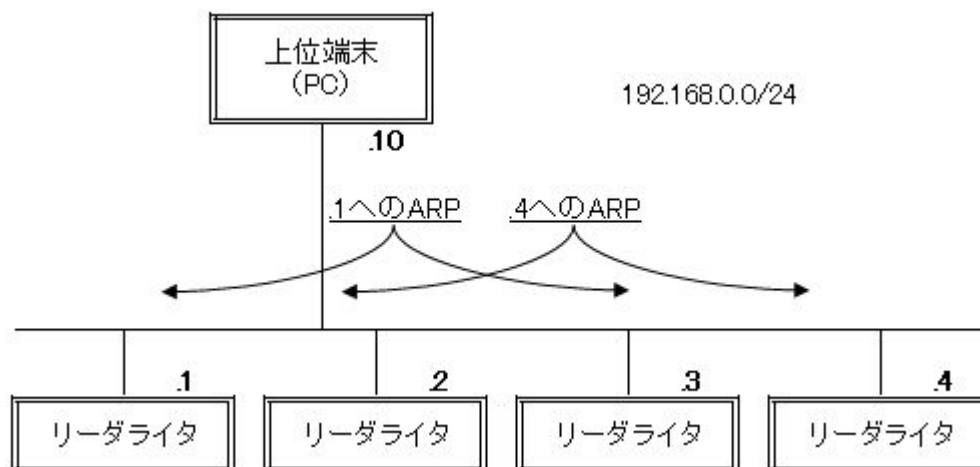 上位端末
(PC)
192.168.0.0/24
.10
.1へのARP
.4へのARP
.1
.2
.3
.4
リーダライタ
リーダライタ
リーダライタ
リーダライタ